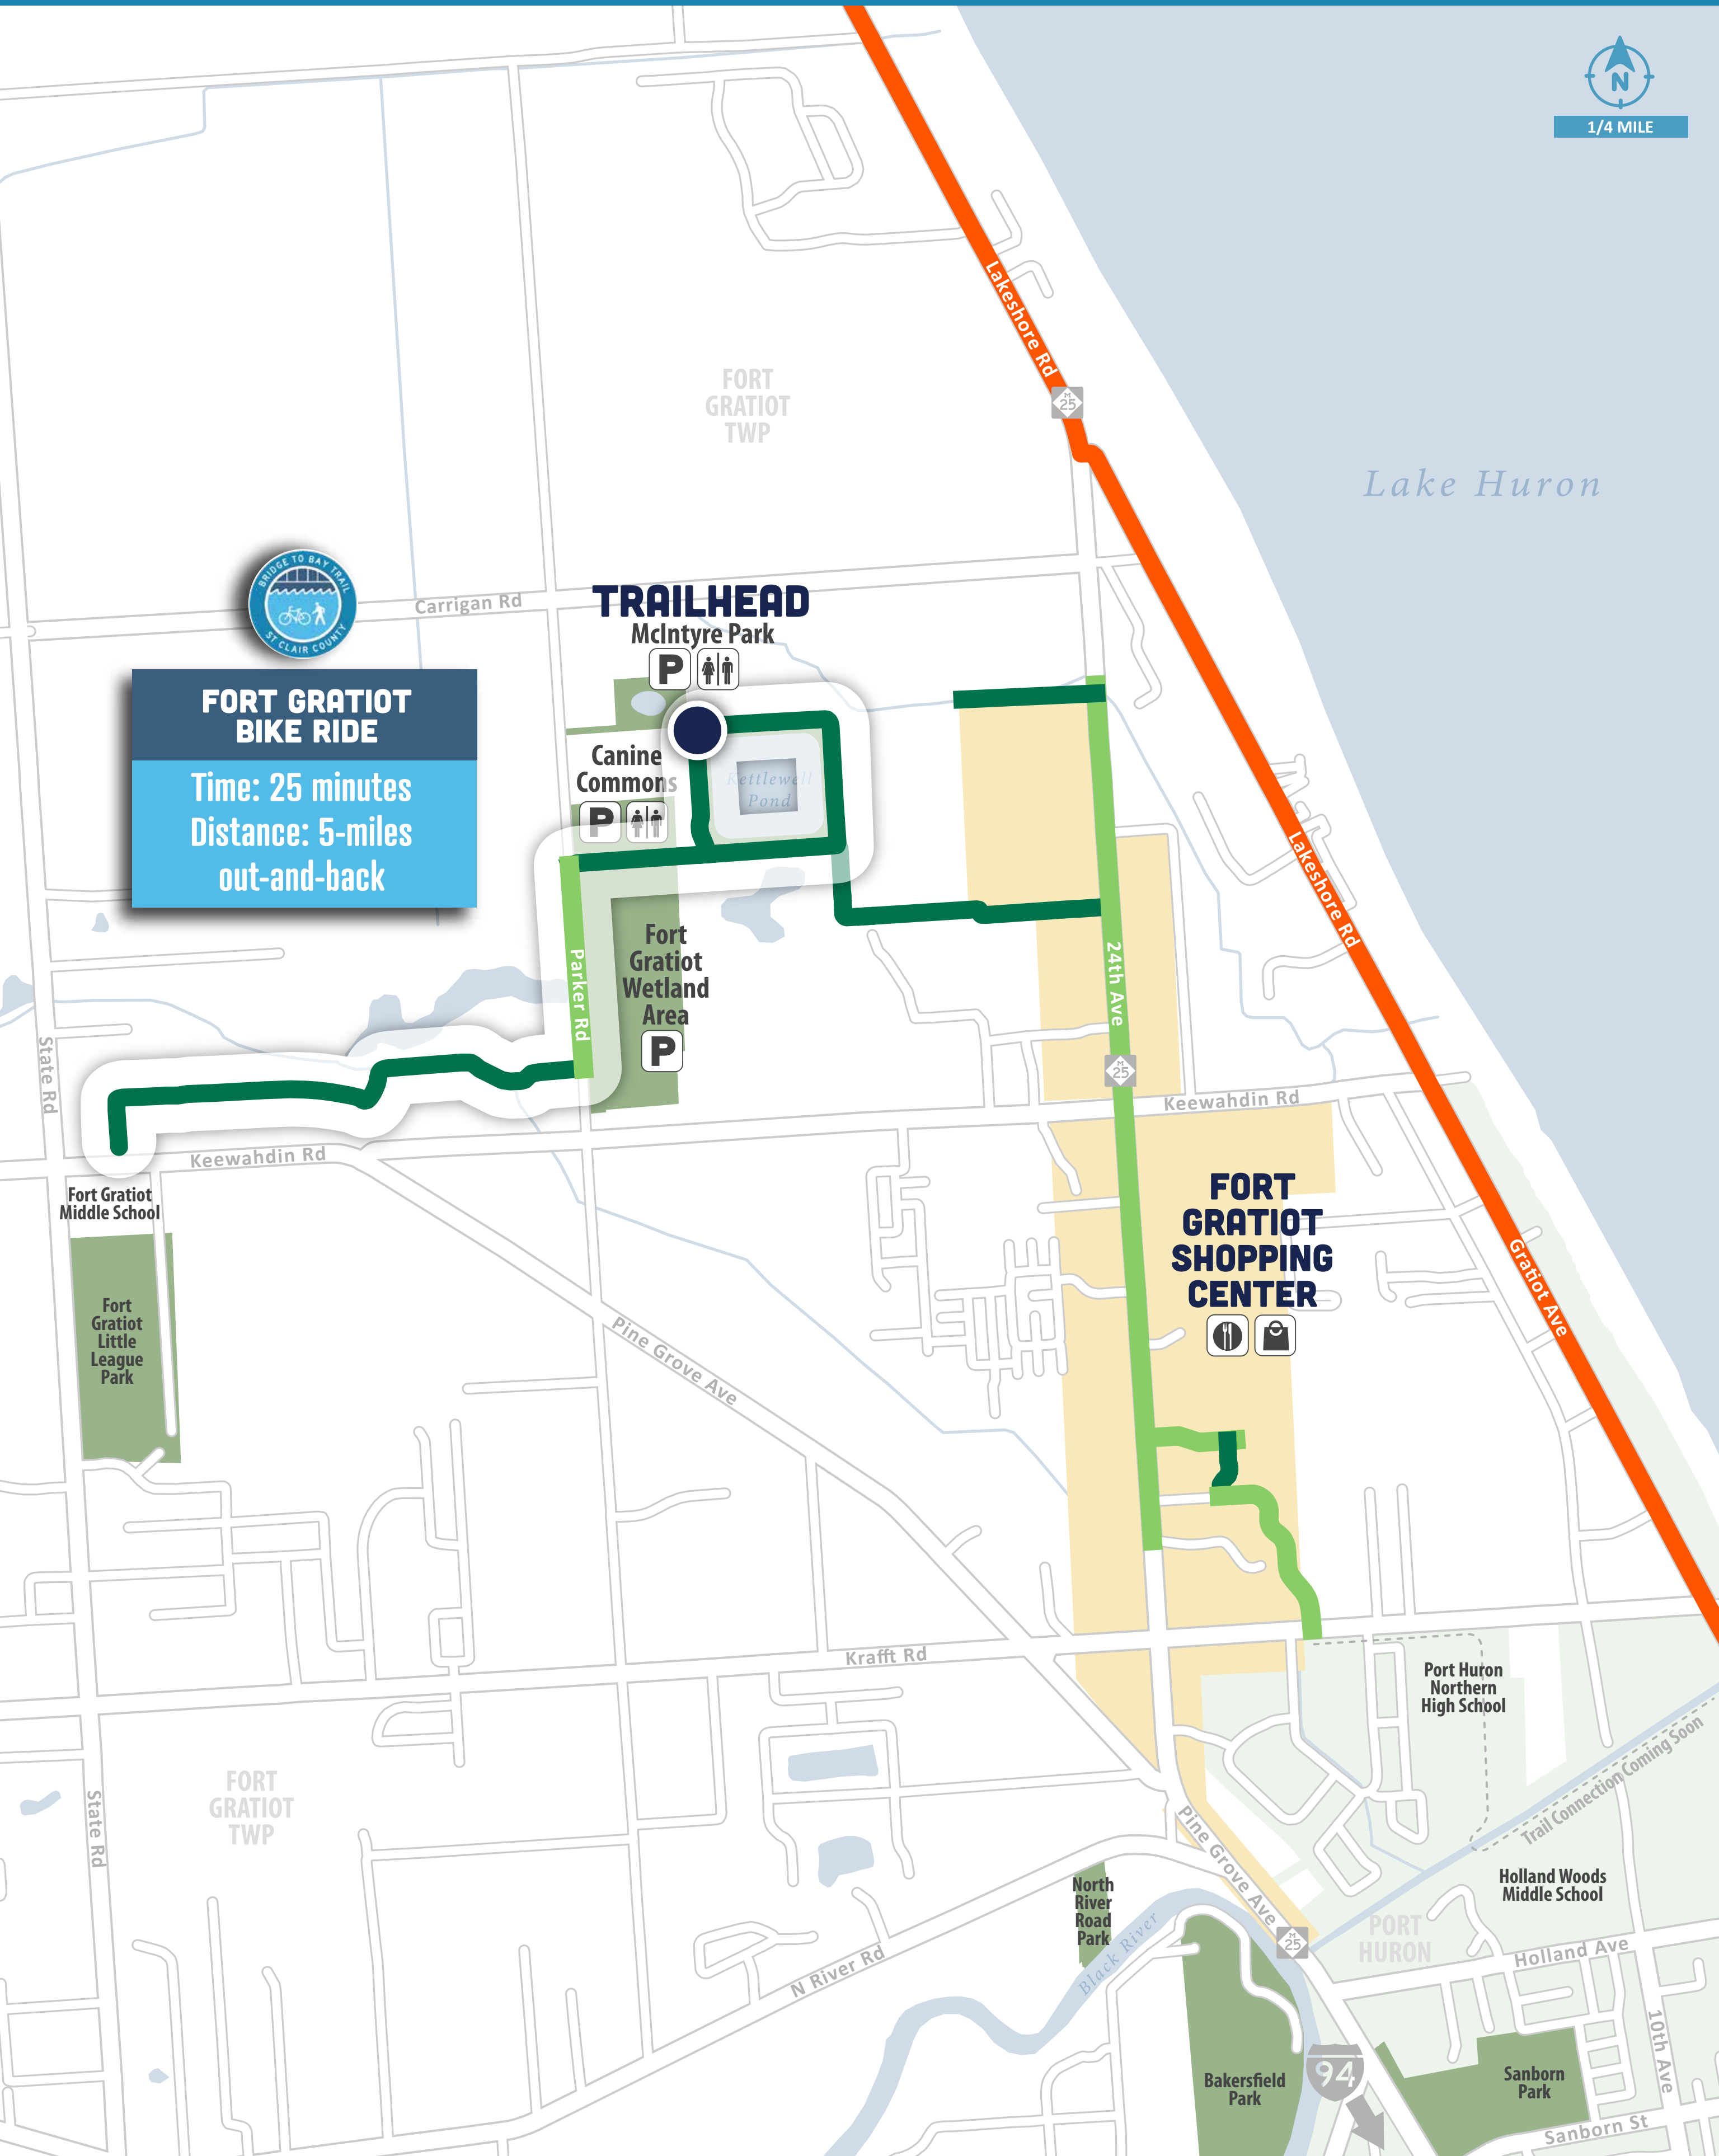 N
1/4 MILE
Lakeshore Rd
M
25
FORT
GRATIOT
TWP
Lake Huron
BRIDGE TO BAY TRAIL
ST CLAIR COUNTY
FORT GRATIOT
BIKE RIDE
Time: 25 minutes
Distance: 5-miles
out-and-back
Carrigan Rd
TRAILHEAD
McIntyre Park
P
Canine
Commons
P
Kettlewell
Pond
Lakeshore Rd
Fort
Gratiot
Wetland
Area
P
Parker Rd
24th Ave
M
25
State Rd
Keewahdin Rd
Keewahdin Rd
Fort Gratiot
Middle School
FORT
GRATIOT
SHOPPING
CENTER
Gratiot Ave
Fort
Gratiot
Little
League
Park
Pine Grove Ave
Krafft Rd
Port Huron
Northern
High School
Trail Connection Coming Soon
FORT
GRATIOT
TWP
State Rd
Pine Grove Ave
Holland Woods
Middle School
North
River
Road
Park
Black River
M
25
PORT
HURON
Holland Ave
N River Rd
10th Ave
94
Bakersfield
Park
Sanborn
Park
Sanborn St